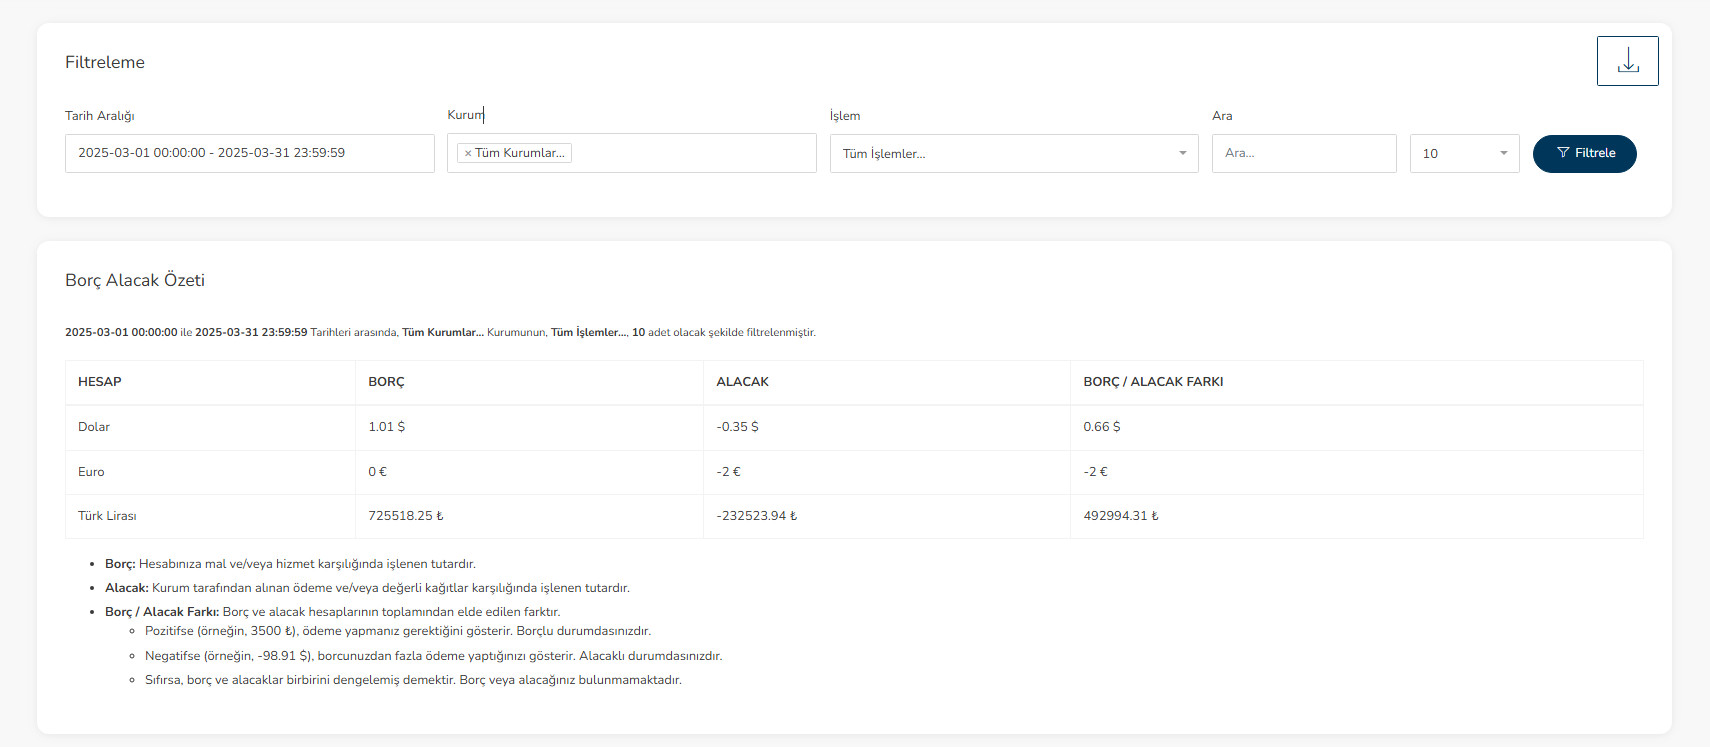 Filtreleme
Tarih Aralığı
Kurum
İşlem
Ara
2025-03-01 00:00:00 - 2025-03-31 23:59:59
× Tüm Kurumlar...
Tüm İşlemler...
Ara...
10
Filtrele
Borç Alacak Özeti
2025-03-01 00:00:00 ile 2025-03-31 23:59:59 Tarihleri arasında, Tüm Kurumlar... Kurumunun, Tüm İşlemler..., 10 adet olacak şekilde filtrelenmiştir.
HESAP BORÇ ALACAK BORÇ / ALACAK FARKI
Dolar 1.01 $ -0.35 $ 0.66 $
Euro 0 € -2 € -2 €
Türk Lirası 725518.25 ₺ -232523.94 ₺ 492994.31 ₺
• Borç: Hesabınıza mal ve/veya hizmet karşılığında işlenen tutardır.
• Alacak: Kurum tarafından alınan ödeme ve/veya değerli kağıtlar karşılığında işlenen tutardır.
• Borç / Alacak Farkı: Borç ve alacak hesaplarının toplamından elde edilen farktır.
◦ Pozitifse (örneğin, 3500 ₺), ödeme yapmanız gerektiğini gösterir. Borçlu durumdasınızdır.
◦ Negatifse (örneğin, -98.91 $), borcunuzdan fazla ödeme yaptığınızı gösterir. Alacaklı durumdasınızdır.
◦ Sıfırsa, borç ve alacaklar birbirini dengelemiş demektir. Borç veya alacağınız bulunmamaktadır.